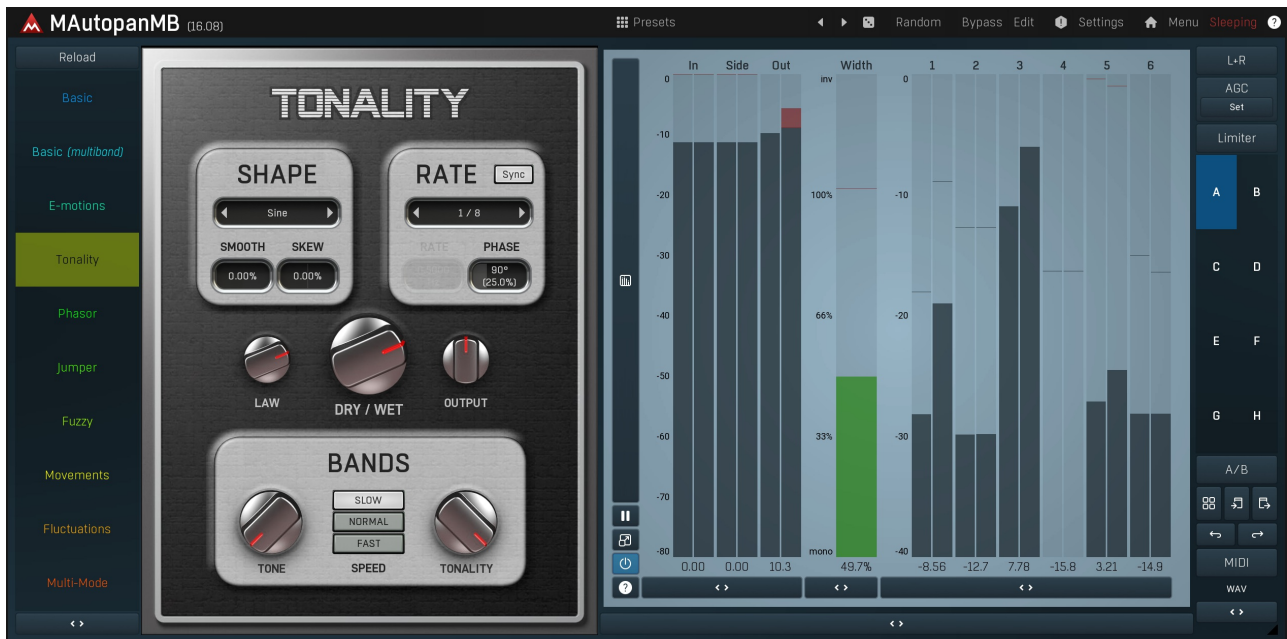 MAutopanMB (16.08)
Presets
Random Bypass Edit Settings Menu Sleeping ?
Reload
Basic
Basic (multiband)
E-motions
Tonality
Phasor
Jumper
Fuzzy
Movements
Fluctuations
Multi-Mode
TONALITY
SHAPE
Sine
SMOOTH SKEW
0.00% 0.00%
RATE Sync
1 / 8
RATE PHASE
90°
(25.0%)
LAW
DRY / WET
OUTPUT
BANDS
SLOW
NORMAL
FAST
TONE SPEED TONALITY
In Side Out
0
-10
-20
-30
-40
-50
-60
-70
-80
0.00 0.00 10.3
Width
inv
100%
66%
33%
mono
49.7%
1 2 3 4 5 6
0
-10
-20
-30
-40
-8.56 -12.7 7.78 -15.8 3.21 -14.9
?
L+R
AGC
Set
Limiter
A B
C D
E F
G H
A/B
MIDI
WAV